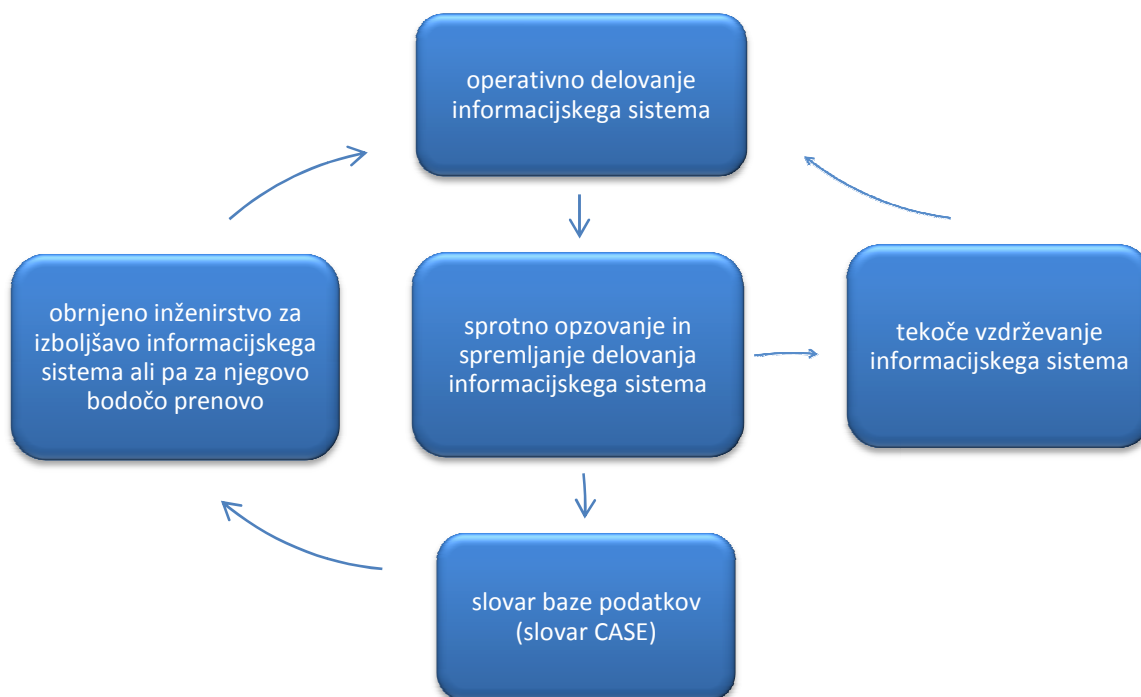 operativno delovanje
informacijskega sistema
obrnjeno inženirstvo za
izboljšavo informacijskega
sistema ali pa za njegovo
bodočo prenovo
sprotno opzovanje in
spremljanje delovanja
informacijskega sistema
tekoče vzdrževanje
informacijskega sistema
slovar baze podatkov
(slovar CASE)